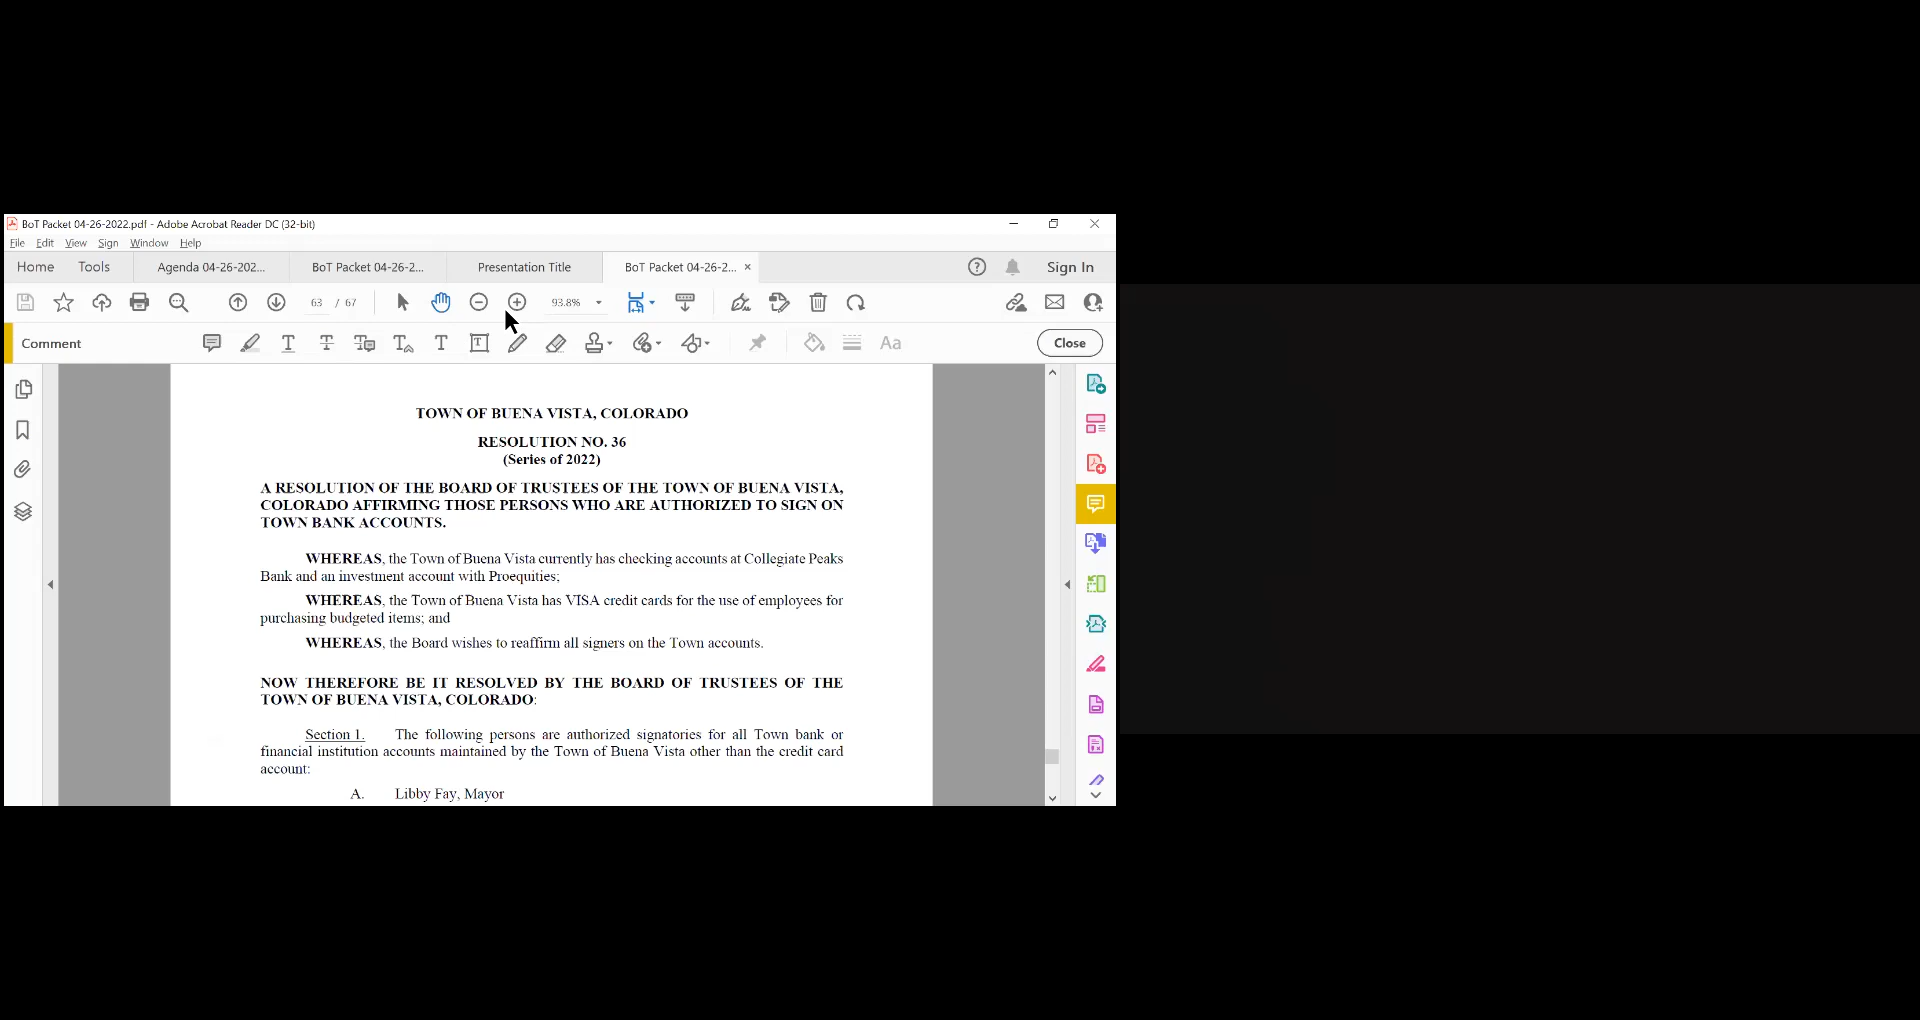 BoT Packet 04-26-2022.pdf - Adobe Acrobat Reader DC (32-bit)
File Edit View Sign Window Help
Home Tools Agenda 04-26-202... BoT Packet 04-26-2... Presentation Title BoT Packet 04-26-2... × Sign In
63 / 67 93.8%
Comment Aa Close
TOWN OF BUENA VISTA, COLORADO
RESOLUTION NO. 36
(Series of 2022)
A RESOLUTION OF THE BOARD OF TRUSTEES OF THE TOWN OF BUENA VISTA,
COLORADO AFFIRMING THOSE PERSONS WHO ARE AUTHORIZED TO SIGN ON
TOWN BANK ACCOUNTS.
WHEREAS, the Town of Buena Vista currently has checking accounts at Collegiate Peaks
Bank and an investment account with Proequities;
WHEREAS, the Town of Buena Vista has VISA credit cards for the use of employees for
purchasing budgeted items; and
WHEREAS, the Board wishes to reaffirm all signers on the Town accounts.
NOW THEREFORE BE IT RESOLVED BY THE BOARD OF TRUSTEES OF THE
TOWN OF BUENA VISTA, COLORADO:
Section 1. The following persons are authorized signatories for all Town bank or
financial institution accounts maintained by the Town of Buena Vista other than the credit card
account:
A. Libby Fay, Mayor